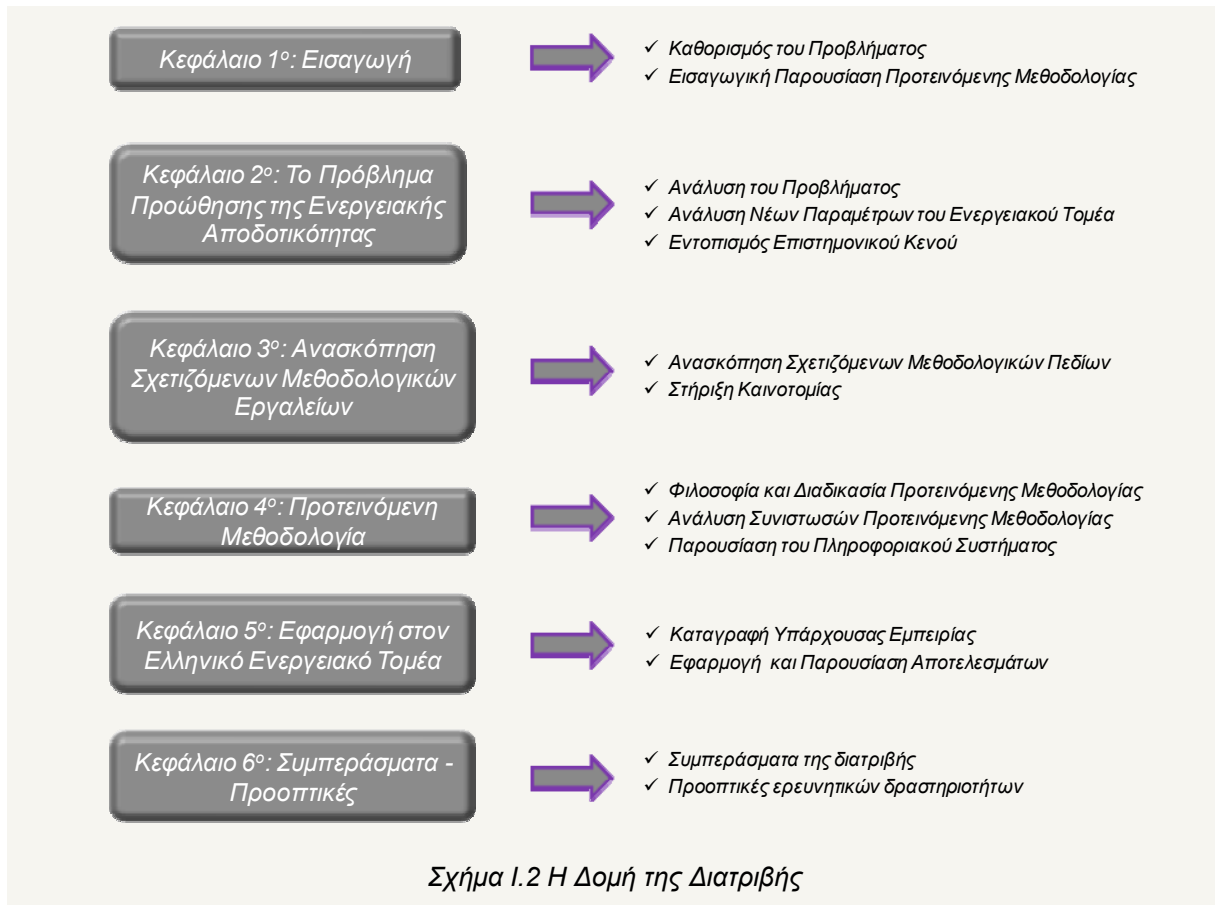 Κεφάλαιο 1ο: Εισαγωγή
✓ Καθορισμός του Προβλήματος
✓ Εισαγωγική Παρουσίαση Προτεινόμενης Μεθοδολογίας
Κεφάλαιο 2ο: Το Πρόβλημα
Προώθησης της Ενεργειακής
Αποδοτικότητας
✓ Ανάλυση του Προβλήματος
✓ Ανάλυση Νέων Παραμέτρων του Ενεργειακού Τομέα
✓ Εντοπισμός Επιστημονικού Κενού
Κεφάλαιο 3ο: Ανασκόπηση
Σχετιζόμενων Μεθοδολογικών
Εργαλείων
✓ Ανασκόπηση Σχετιζόμενων Μεθοδολογικών Πεδίων
✓ Στήριξη Καινοτομίας
Κεφάλαιο 4ο: Προτεινόμενη
Μεθοδολογία
✓ Φιλοσοφία και Διαδικασία Προτεινόμενης Μεθοδολογίας
✓ Ανάλυση Συνιστωσών Προτεινόμενης Μεθοδολογίας
✓ Παρουσίαση του Πληροφοριακού Συστήματος
Κεφάλαιο 5ο: Εφαρμογή στον
Ελληνικό Ενεργειακό Τομέα
✓ Καταγραφή Υπάρχουσας Εμπειρίας
✓ Εφαρμογή και Παρουσίαση Αποτελεσμάτων
Κεφάλαιο 6ο: Συμπεράσματα -
Προοπτικές
✓ Συμπεράσματα της διατριβής
✓ Προοπτικές ερευνητικών δραστηριοτήτων
Σχήμα Ι.2 Η Δομή της Διατριβής